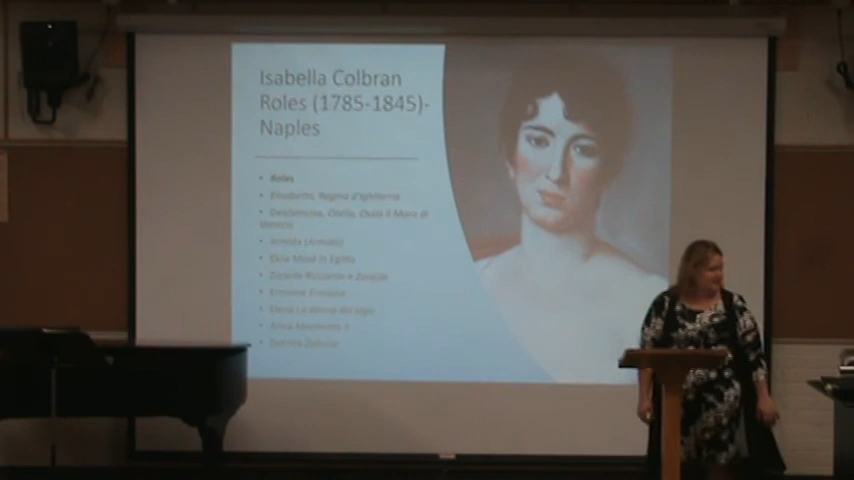 Isabella Colbran
Roles (1785-1845)-
Naples
• Roles
• Elisabetta, Regina d'Inghilterra
• Desdemona, Otello, Ossia il Moro di
Venezia
• Armida (Armida)
• Elcia Mosè in Egitto
• Zoraide Ricciardo e Zoraide
• Ermione Ermione
• Elena La donna del lago
• Anna Maometto II
• Zelmira Zelmira